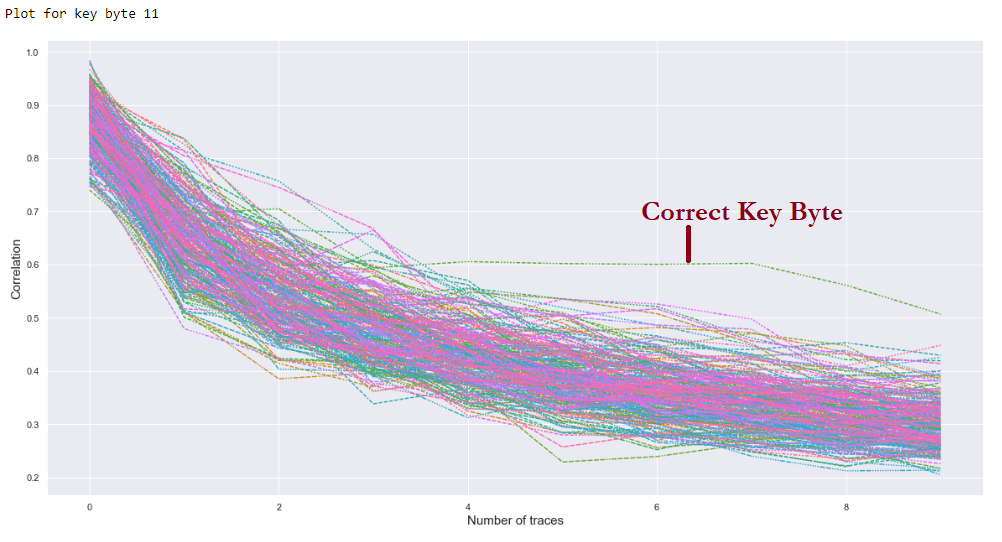 Plot for key byte 11
1.0
0.9
0.8
0.7
0.6
0.5
0.4
0.3
0.2
Correlation
Correct Key Byte
0 2 4 6 8
Number of traces